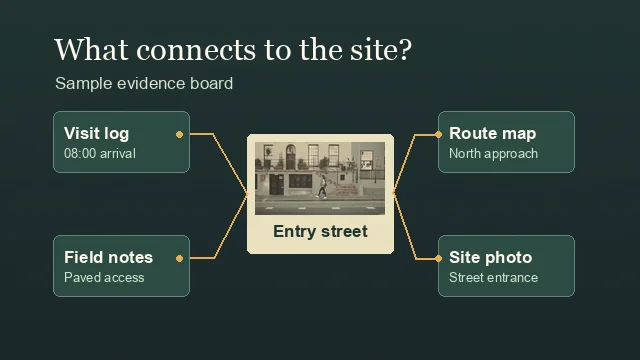 What connects to the site?
Sample evidence board
Visit log
08:00 arrival
Route map
North approach
Entry street
Field notes
Paved access
Site photo
Street entrance